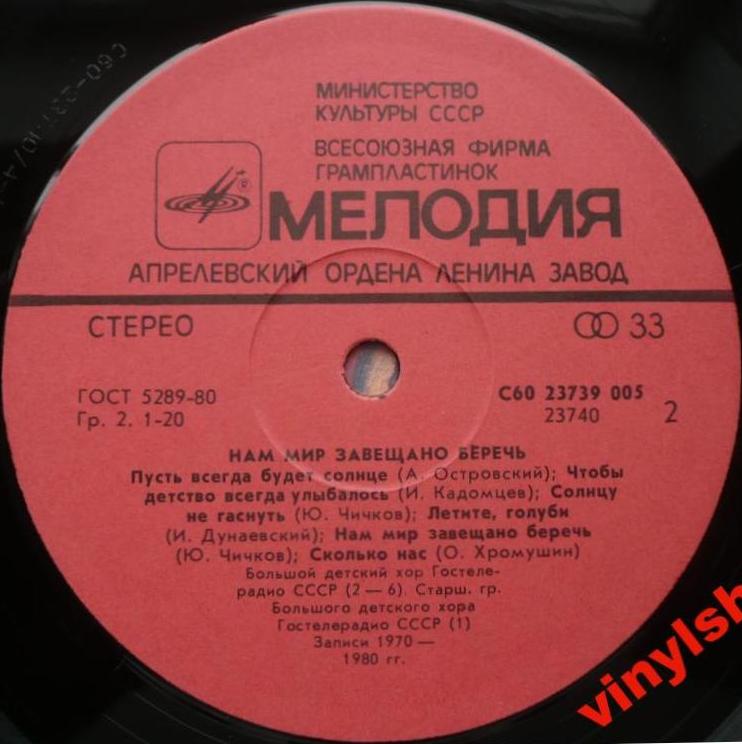 МИНИСТЕРСТВО
КУЛЬТУРЫ СССР
ВСЕСОЮЗНАЯ ФИРМА
ГРАМПЛАСТИНОК
МЕЛОДИЯ
АПРЕЛЕВСКИЙ ОРДЕНА ЛЕНИНА ЗАВОД
СТЕРЕО
33
ГОСТ 5289-80
Гр. 2. 1-20
С60 23739 005
23740
2
НАМ МИР ЗАВЕЩАНО БЕРЕЧЬ
Пусть всегда будет солнце (А. Островский); Чтобы
детство всегда улыбалось (И. Кадомцев); Солнцу
не гаснуть (Ю. Чичков); Летите, голуби
(И. Дунаевский); Нам мир завещано беречь
(Ю. Чичков); Сколько нас (О. Хромушин)
Большой детский хор Гостеле-
радио СССР (2 — 6). Старш. гр.
Большого детского хора
Гостелерадио СССР (1)
Записи 1970 —
1980 гг.